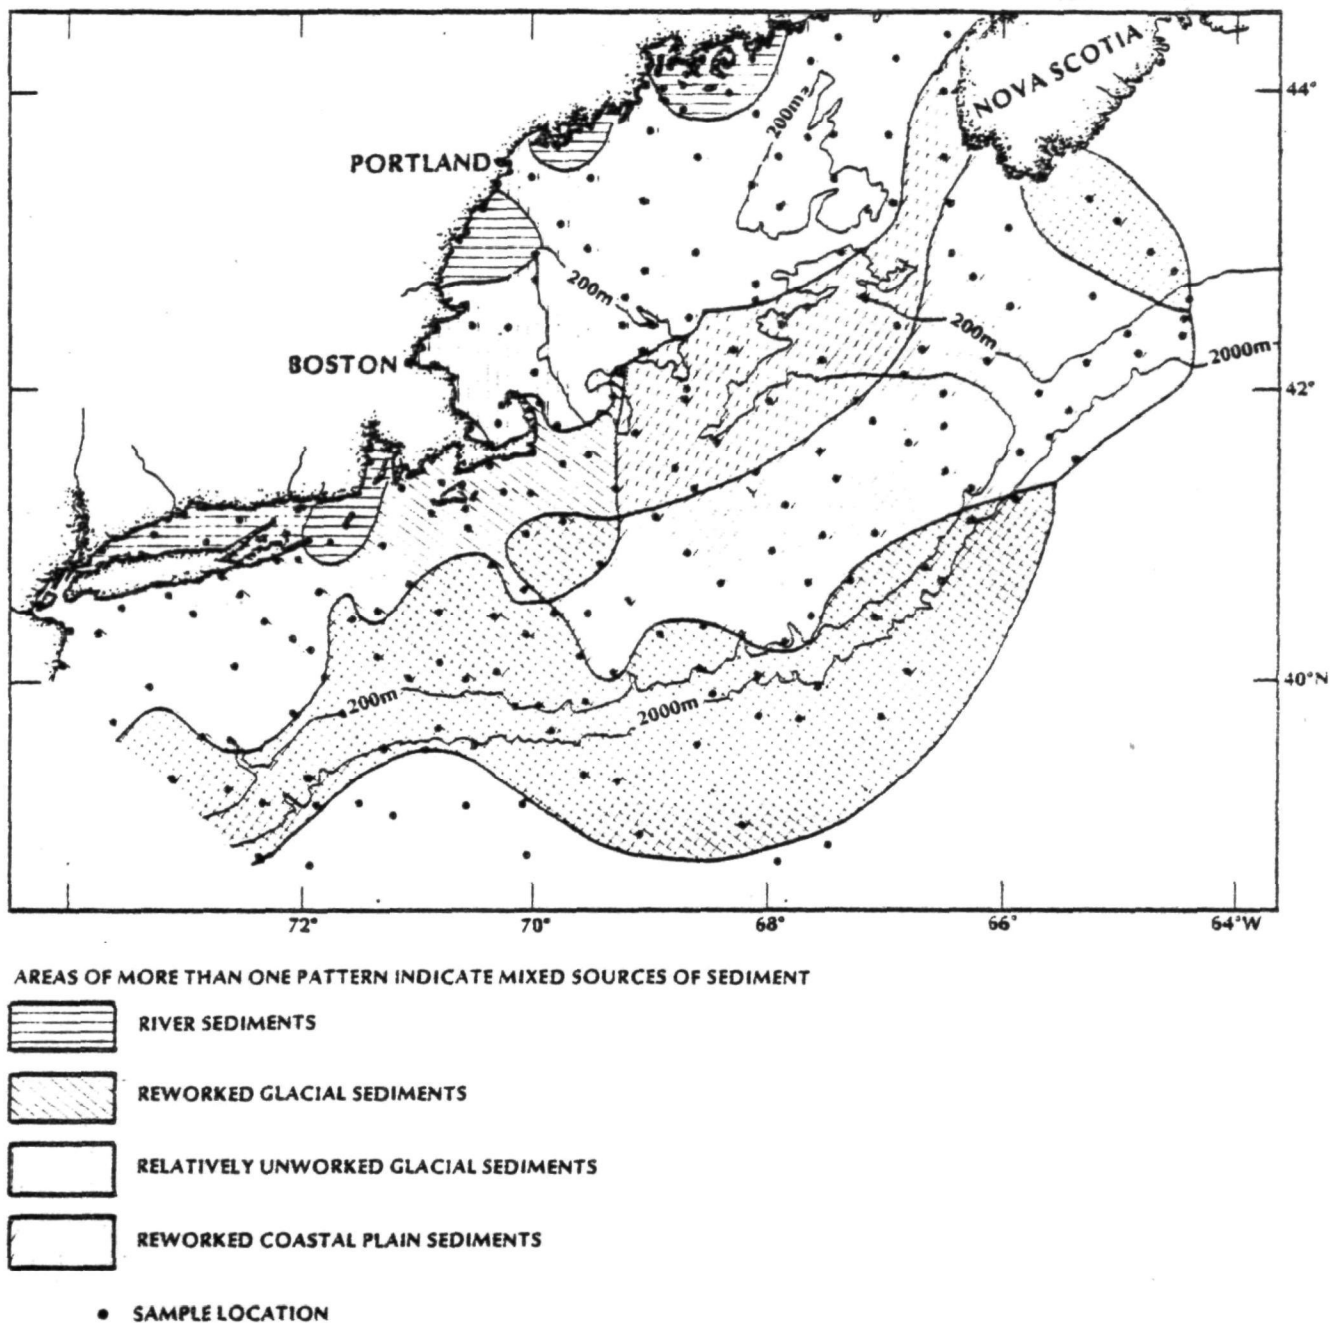 NOVA SCOTIA
44°
200m
PORTLAND
200m
200m
BOSTON
2000m
42°
200m
2000m
40°N
72°
70°
68°
66°
64°W
AREAS OF MORE THAN ONE PATTERN INDICATE MIXED SOURCES OF SEDIMENT
RIVER SEDIMENTS
REWORKED GLACIAL SEDIMENTS
RELATIVELY UNWORKED GLACIAL SEDIMENTS
REWORKED COASTAL PLAIN SEDIMENTS
SAMPLE LOCATION